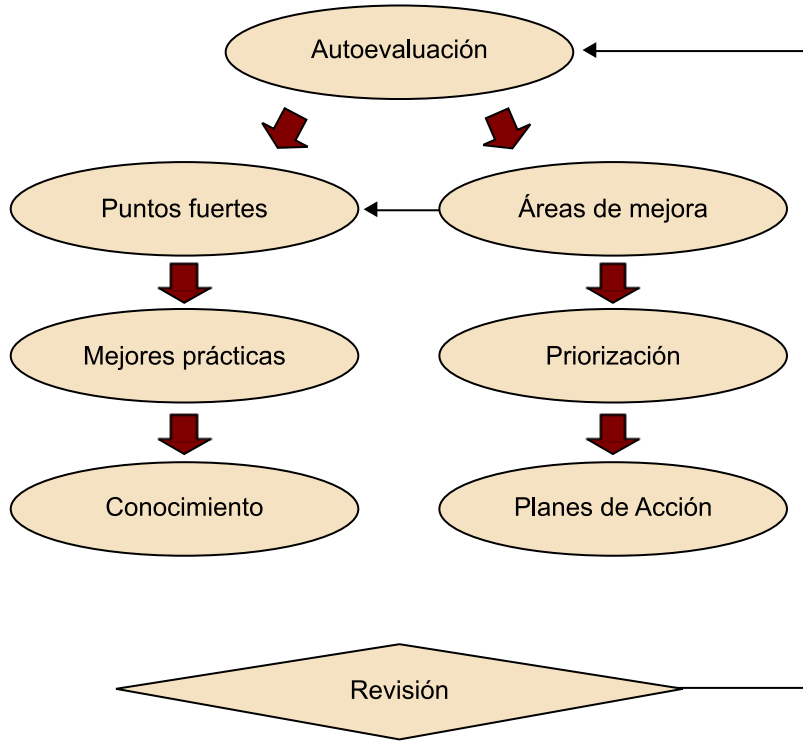 Autoevaluación
Puntos fuertes
Áreas de mejora
Mejores prácticas
Priorización
Conocimiento
Planes de Acción
Revisión